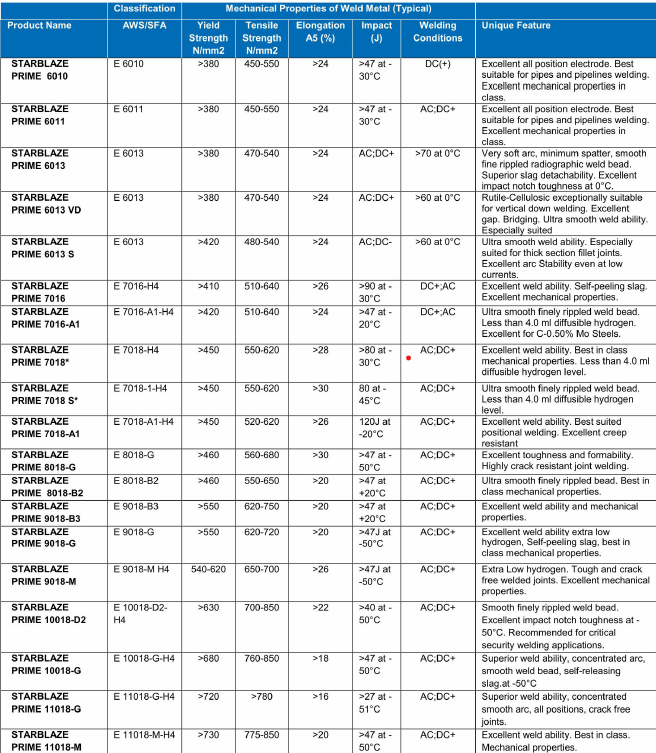 Classification Mechanical Properties of Weld Metal (Typical)
Product Name AWS/SFA Yield Strength N/mm2 Tensile Strength N/mm2 Elongation A5 (%) Impact (J) Welding Conditions Unique Feature
STARBLAZE PRIME 6010 E 6010 >380 450-550 >24 >47 at -30°C DC(+) Excellent all position electrode. Best suitable for pipes and pipelines welding. Excellent mechanical properties in class.
STARBLAZE PRIME 6011 E 6011 >380 450-550 >24 >47 at -30°C AC;DC+ Excellent all position electrode. Best suitable for pipes and pipelines welding. Excellent mechanical properties in class.
STARBLAZE PRIME 6013 E 6013 >380 470-540 >24 AC;DC+ >70 at 0°C Very soft arc, minimum spatter, smooth fine rippled radiographic weld bead. Superior slag detachability. Excellent impact notch toughness at 0°C.
STARBLAZE PRIME 6013 VD E 6013 >380 470-540 >24 AC:DC+ >60 at 0°C Rutile-Cellulosic exceptionally suitable for vertical down welding. Excellent gap. Bridging. Ultra smooth weld ability. Especially suited
STARBLAZE PRIME 6013 S E 6013 >420 480-540 >24 AC;DC- >60 at 0°C Ultra smooth weld ability. Especially suited for thick section fillet joints. Excellent arc Stability even at low currents.
STARBLAZE PRIME 7016 E 7016-H4 >410 510-640 >26 >90 at -30°C DC+;AC Excellent weld ability. Self-peeling slag. Excellent mechanical properties.
STARBLAZE PRIME 7016-A1 E 7016-A1-H4 >420 510-640 >24 >47 at -20°C DC+;AC Ultra smooth finely rippled weld bead. Less than 4.0 ml diffusible hydrogen. Excellent for C-0.50% Mo Steels.
STARBLAZE PRIME 7018* E 7018-H4 >450 550-620 >28 >80 at -30°C AC;DC+ Excellent weld ability. Best in class mechanical properties. Less than 4.0 ml diffusible hydrogen level.
STARBLAZE PRIME 7018 S* E 7018-1-H4 >450 550-620 >30 80 at -45°C AC;DC+ Ultra smooth finely rippled weld bead. Less than 4.0 ml diffusible hydrogen level.
STARBLAZE PRIME 7018-A1 E 7018-A1-H4 >450 520-620 >26 120J at -20°C AC;DC+ Excellent weld ability. Best suited positional welding. Excellent creep resistant
STARBLAZE PRIME 8018-G E 8018-G >460 560-680 >30 >47 at -50°C AC;DC+ Excellent toughness and formability. Highly crack resistant joint welding.
STARBLAZE PRIME 8018-B2 E 8018-B2 >460 550-650 >20 >47 at +20°C AC;DC+ Ultra smooth finely rippled bead. Best in class mechanical properties.
STARBLAZE PRIME 9018-B3 E 9018-B3 >550 620-750 >20 >47 at +20°C AC;DC+ Excellent weld ability and mechanical properties.
STARBLAZE PRIME 9018-G E 9018-G >550 620-720 >20 >47J at -50°C AC;DC+ Excellent weld ability extra low hydrogen, Self-peeling slag, best in class mechanical properties.
STARBLAZE PRIME 9018-M E 9018-M H4 540-620 650-700 >26 >47J at -50°C AC;DC+ Extra Low hydrogen. Tough and crack free welded joints. Excellent mechanical properties.
STARBLAZE PRIME 10018-D2 E 10018-D2-H4 >630 700-850 >22 >40 at -50°C AC;DC+ Smooth finely rippled weld bead. Excellent impact notch toughness at -50°C. Recommended for critical security welding applications.
STARBLAZE PRIME 10018-G E 10018-G-H4 >680 760-850 >18 >47 at -50°C AC;DC+ Superior weld ability, concentrated arc, smooth weld bead, self-releasing slag.at -50°C
STARBLAZE PRIME 11018-G E 11018-G-H4 >720 >780 >16 >27 at -51°C AC;DC+ Superior weld ability, concentrated smooth arc, all positions, crack free joints.
STARBLAZE PRIME 11018-M E 11018-M-H4 >730 775-850 >20 >47 at -50°C AC;DC+ Excellent weld ability. Best in class. Mechanical properties.